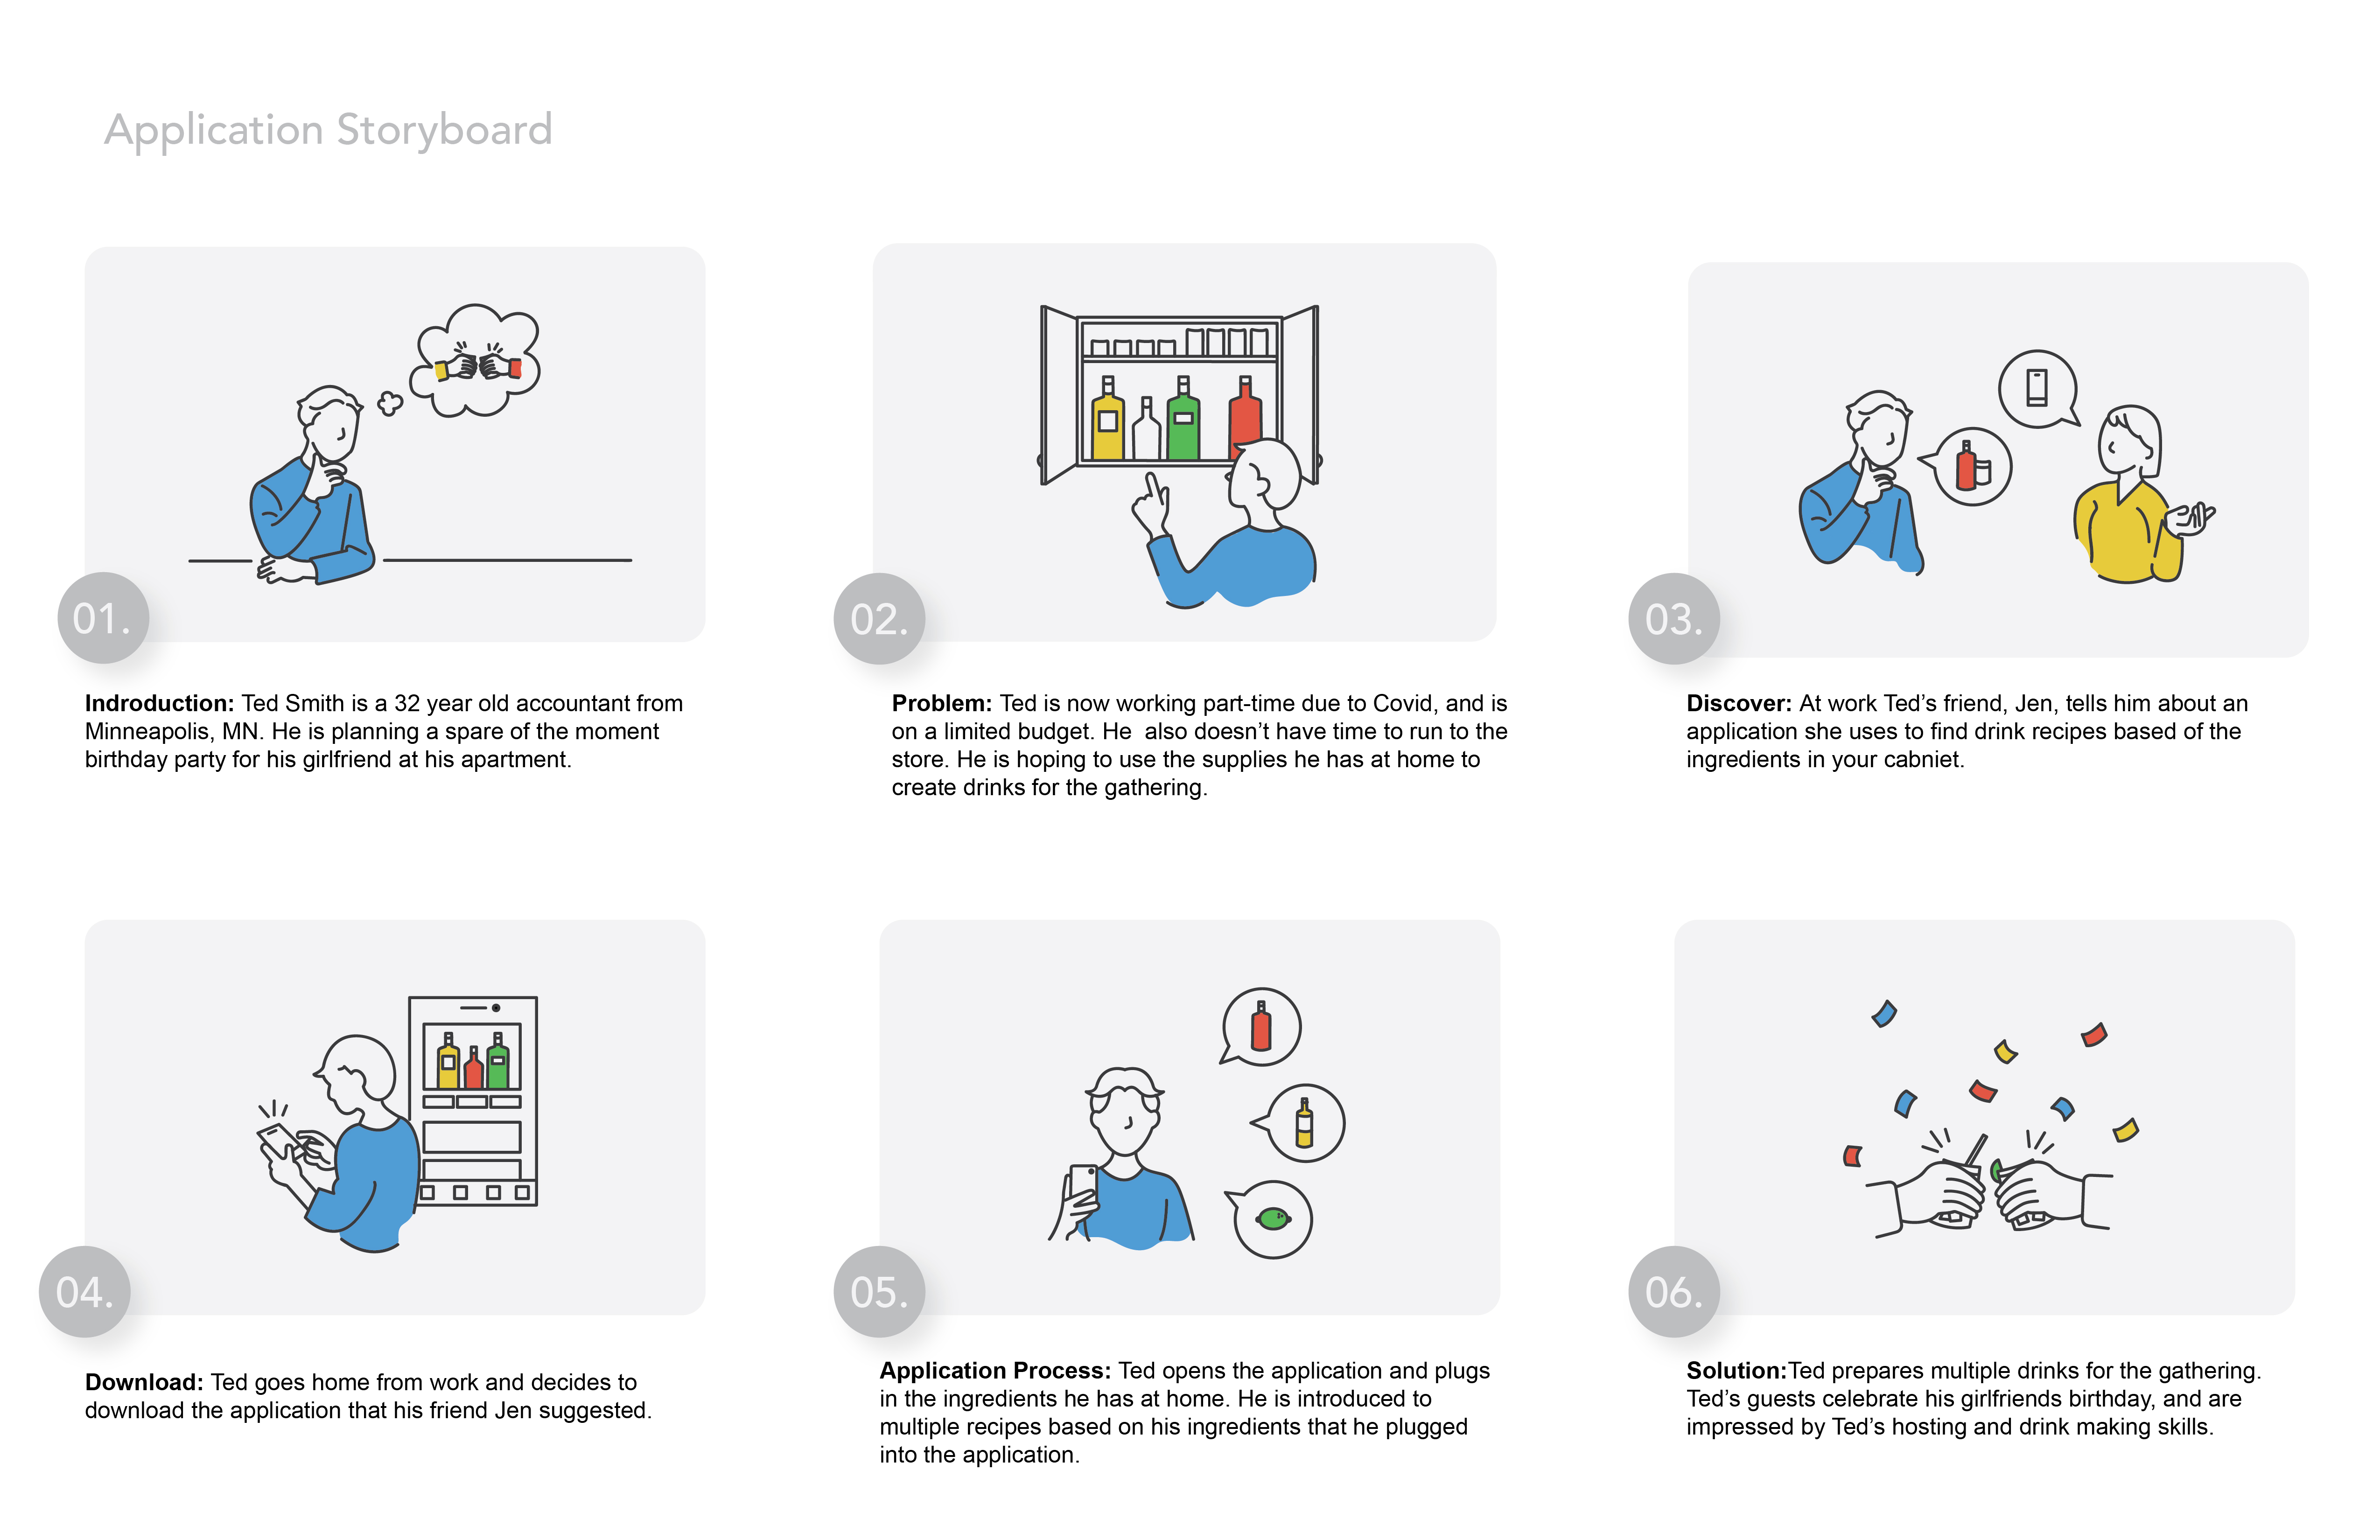 Application Storyboard
01.
Indroduction: Ted Smith is a 32 year old accountant from
Minneapolis, MN. He is planning a spare of the moment
birthday party for his girlfriend at his apartment.
02.
Problem: Ted is now working part-time due to Covid, and is
on a limited budget. He  also doesn't have time to run to the
store. He is hoping to use the supplies he has at home to
create drinks for the gathering.
03.
Discover: At work Ted's friend, Jen, tells him about an
application she uses to find drink recipes based of the
ingredients in your cabniet.
04.
Download: Ted goes home from work and decides to
download the application that his friend Jen suggested.
05.
Application Process: Ted opens the application and plugs
in the ingredients he has at home. He is introduced to
multiple recipes based on his ingredients that he plugged
into the application.
06.
Solution:Ted prepares multiple drinks for the gathering.
Ted's guests celebrate his girlfriends birthday, and are
impressed by Ted's hosting and drink making skills.